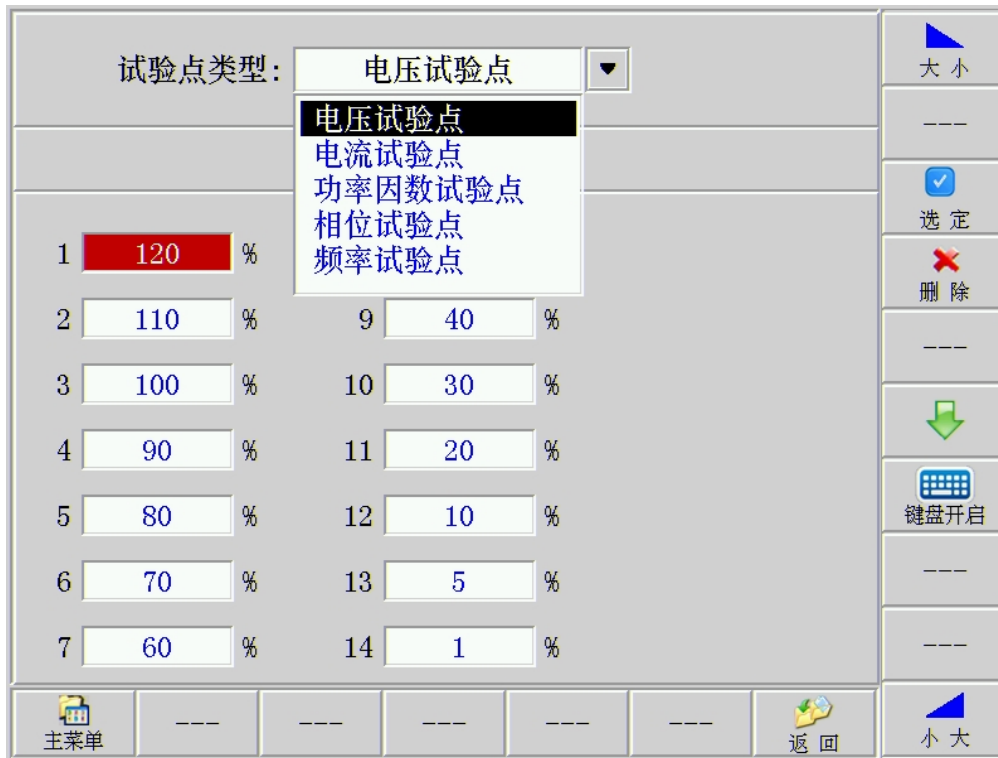 试验点类型: 电压试验点
电压试验点
电流试验点
功率因数试验点
相位试验点
频率试验点
1 120 %
2 110 % 9 40 %
3 100 % 10 30 %
4 90 % 11 20 %
5 80 % 12 10 %
6 70 % 13 5 %
7 60 % 14 1 %
大 小
---
选 定
删 除
---
键盘开启
---
---
小 大
主菜单 --- --- --- --- --- 返 回